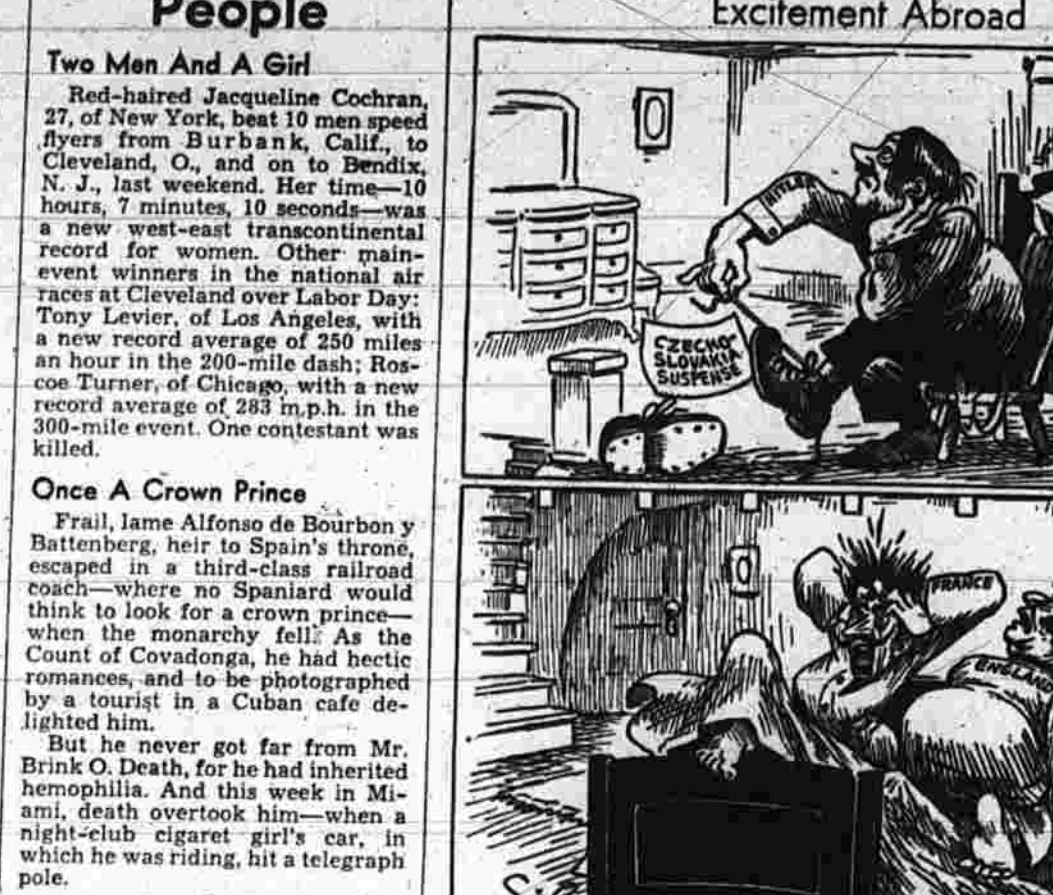 People
Two Men And A Girl
Red-haired Jacqueline Cochran,
27, of New York, beat 10 men speed
flyers from Burbank, Calif., to
Cleveland, O., and on to Bendix,
N. J., last weekend. Her time—10
hours, 7 minutes, 10 seconds—was
a new west-east transcontinental
record for women. Other main-
event winners in the national air
races at Cleveland over Labor Day:
Tony Levier, of Los Angeles, with
a new record average of 250 miles
an hour in the 200-mile dash; Ros-
coe Turner, of Chicago, with a new
record average of 283 m.p.h. in the
300-mile event. One contestant was
killed.
Once A Crown Prince
Frail, lame Alfonso de Bourbon y
Battenberg, heir to Spain's throne,
escaped in a third-class railroad
coach—where no Spaniard would
think to look for a crown prince—
when the monarchy fell. As the
Count of Covadonga, he had hectic
romances, and to be photographed
by a tourist in a Cuban cafe de-
lighted him.
But he never got far from Mr.
Brink O. Death, for he had inherited
hemophilia. And this week in Mi-
ami, death overtook him—when a
night-club cigaret girl's car, in
which he was riding, hit a telegraph
pole.
Excitement Abroad
HITLER
CZECHO-
SLOVAKIA
SUSPENSE
FRANCE
ENGLAND